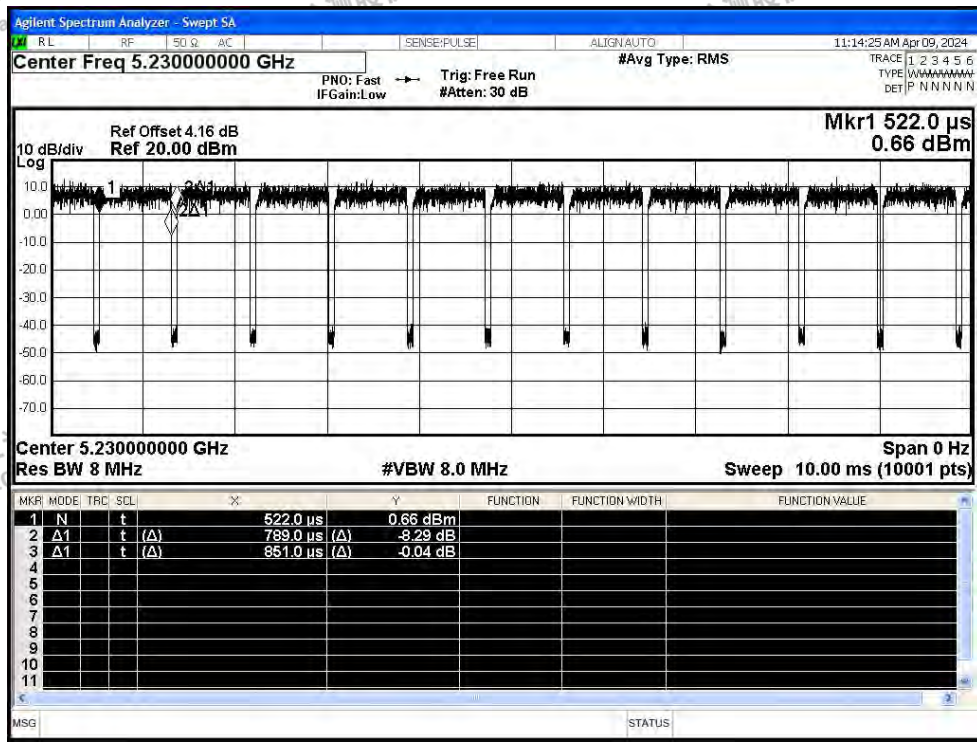 Agilent Spectrum Analyzer - Swept SA
LXI RL RF 50 Ω AC SENSE:PULSE ALIGN AUTO 11:14:25 AM Apr 09, 2024
Center Freq 5.230000000 GHz #Avg Type: RMS TRACE 1 2 3 4 5 6
PNO: Fast Trig: Free Run TYPE WWWWWW
IFGain:Low #Atten: 30 dB DET P N N N N N
Mkr1 522.0 µs
Ref Offset 4.16 dB
10 dB/div Ref 20.00 dBm 0.66 dBm
Log
10.0
0.00
-10.0
-20.0
-30.0
-40.0
-50.0
-60.0
-70.0
1
3Δ1
2Δ1
Center 5.230000000 GHz Span 0 Hz
Res BW 8 MHz #VBW 8.0 MHz Sweep 10.00 ms (10001 pts)
MKR MODE TRC SCL X Y FUNCTION FUNCTION WIDTH FUNCTION VALUE
1 N t 522.0 µs 0.66 dBm
2 Δ1 t (Δ) 789.0 µs (Δ) -8.29 dB
3 Δ1 t (Δ) 851.0 µs (Δ) -0.04 dB
4
5
6
7
8
9
10
11
MSG STATUS